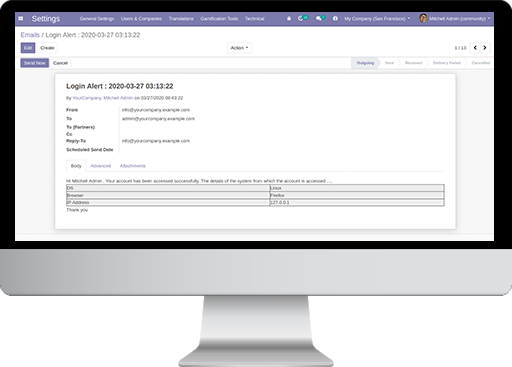 Settings General Settings Users & Companies Translations Gamification Tools Technical My Company (San Francisco) Mitchell Admin (community)
Emails / Login Alert : 2020-03-27 03:13:22
Edit Create Action 1 / 13
Send Now Cancel Outgoing Sent Received Delivery Failed Cancelled
Login Alert : 2020-03-27 03:13:22
by YourCompany, Mitchell Admin on 03/27/2020 08:43:22
From info@yourcompany.example.com
To admin@yourcompany.example.com
To (Partners)
Cc
Reply-To info@yourcompany.example.com
Scheduled Send Date
Body Advanced Attachments
Hi Mitchell Admin , Your account has been accessed successfully. The details of the system from which the account is accessed ....,
OS Linux
Browser Firefox
IP Address 127.0.0.1
Thank you